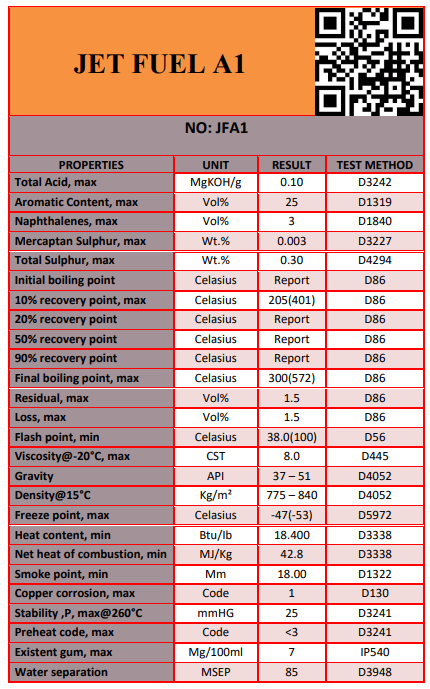 JET FUEL A1
NO: JFA1
PROPERTIES UNIT RESULT TEST METHOD
Total Acid, max MgKOH/g 0.10 D3242
Aromatic Content, max Vol% 25 D1319
Naphthalenes, max Vol% 3 D1840
Mercaptan Sulphur, max Wt.% 0.003 D3227
Total Sulphur, max Wt.% 0.30 D4294
Initial boiling point Celasius Report D86
10% recovery point, max Celasius 205(401) D86
20% recovery point Celasius Report D86
50% recovery point Celasius Report D86
90% recovery point Celasius Report D86
Final boiling point, max Celasius 300(572) D86
Residual, max Vol% 1.5 D86
Loss, max Vol% 1.5 D86
Flash point, min Celasius 38.0(100) D56
Viscosity@-20°C, max CST 8.0 D445
Gravity API 37 – 51 D4052
Density@15°C Kg/m² 775 – 840 D4052
Freeze point, max Celasius -47(-53) D5972
Heat content, min Btu/Ib 18.400 D3338
Net heat of combustion, min MJ/Kg 42.8 D3338
Smoke point, min Mm 18.00 D1322
Copper corrosion, max Code 1 D130
Stability ,P, max@260°C mmHG 25 D3241
Preheat code, max Code <3 D3241
Existent gum, max Mg/100ml 7 IP540
Water separation MSEP 85 D3948